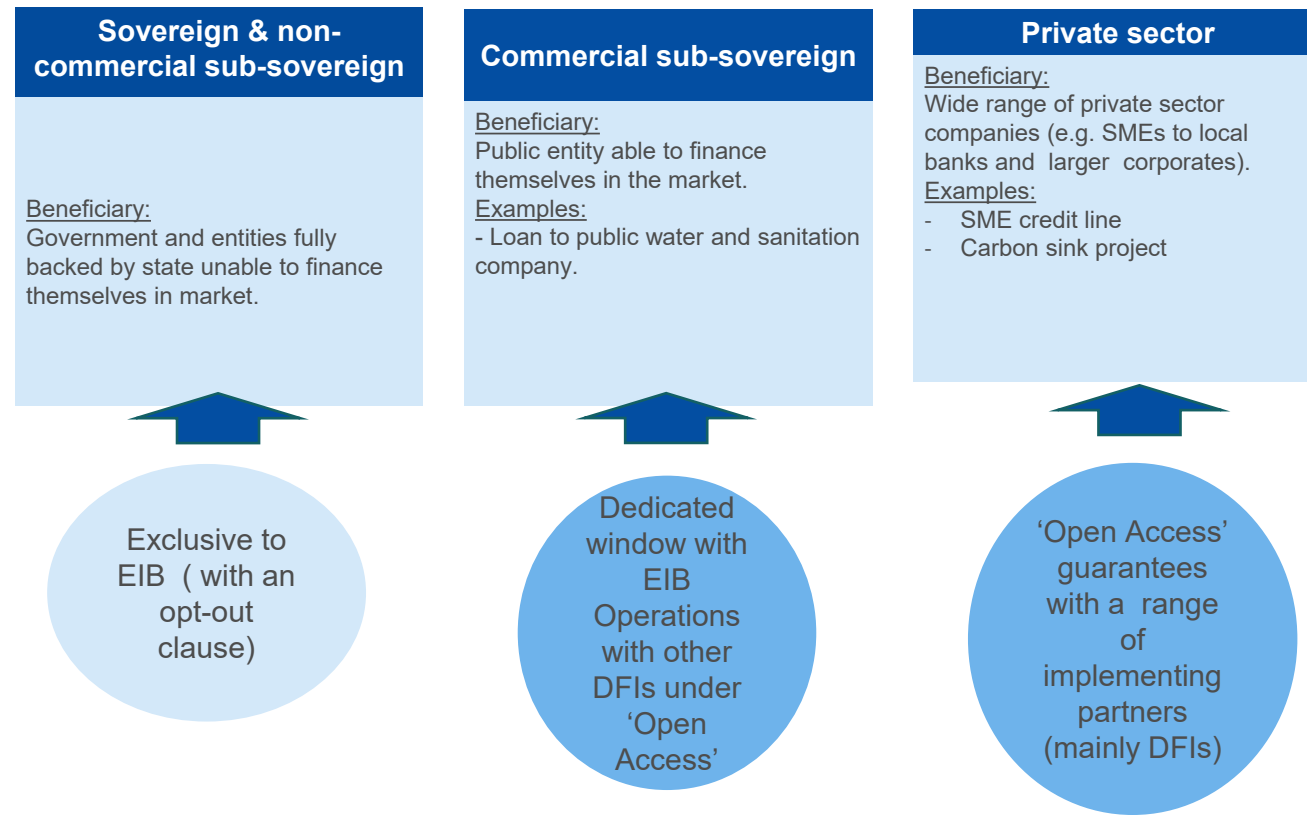 Sovereign & non-
commercial sub-sovereign
Beneficiary:
Government and entities fully
backed by state unable to finance
themselves in market.
Exclusive to
EIB ( with an
opt-out
clause)
Commercial sub-sovereign
Beneficiary:
Public entity able to finance
themselves in the market.
Examples:
- Loan to public water and sanitation
company.
Dedicated
window with
EIB
Operations
with other
DFIs under
‘Open
Access’
Private sector
Beneficiary:
Wide range of private sector
companies (e.g. SMEs to local
banks and larger corporates).
Examples:
- SME credit line
- Carbon sink project
‘Open Access’
guarantees
with a range
of
implementing
partners
(mainly DFIs)